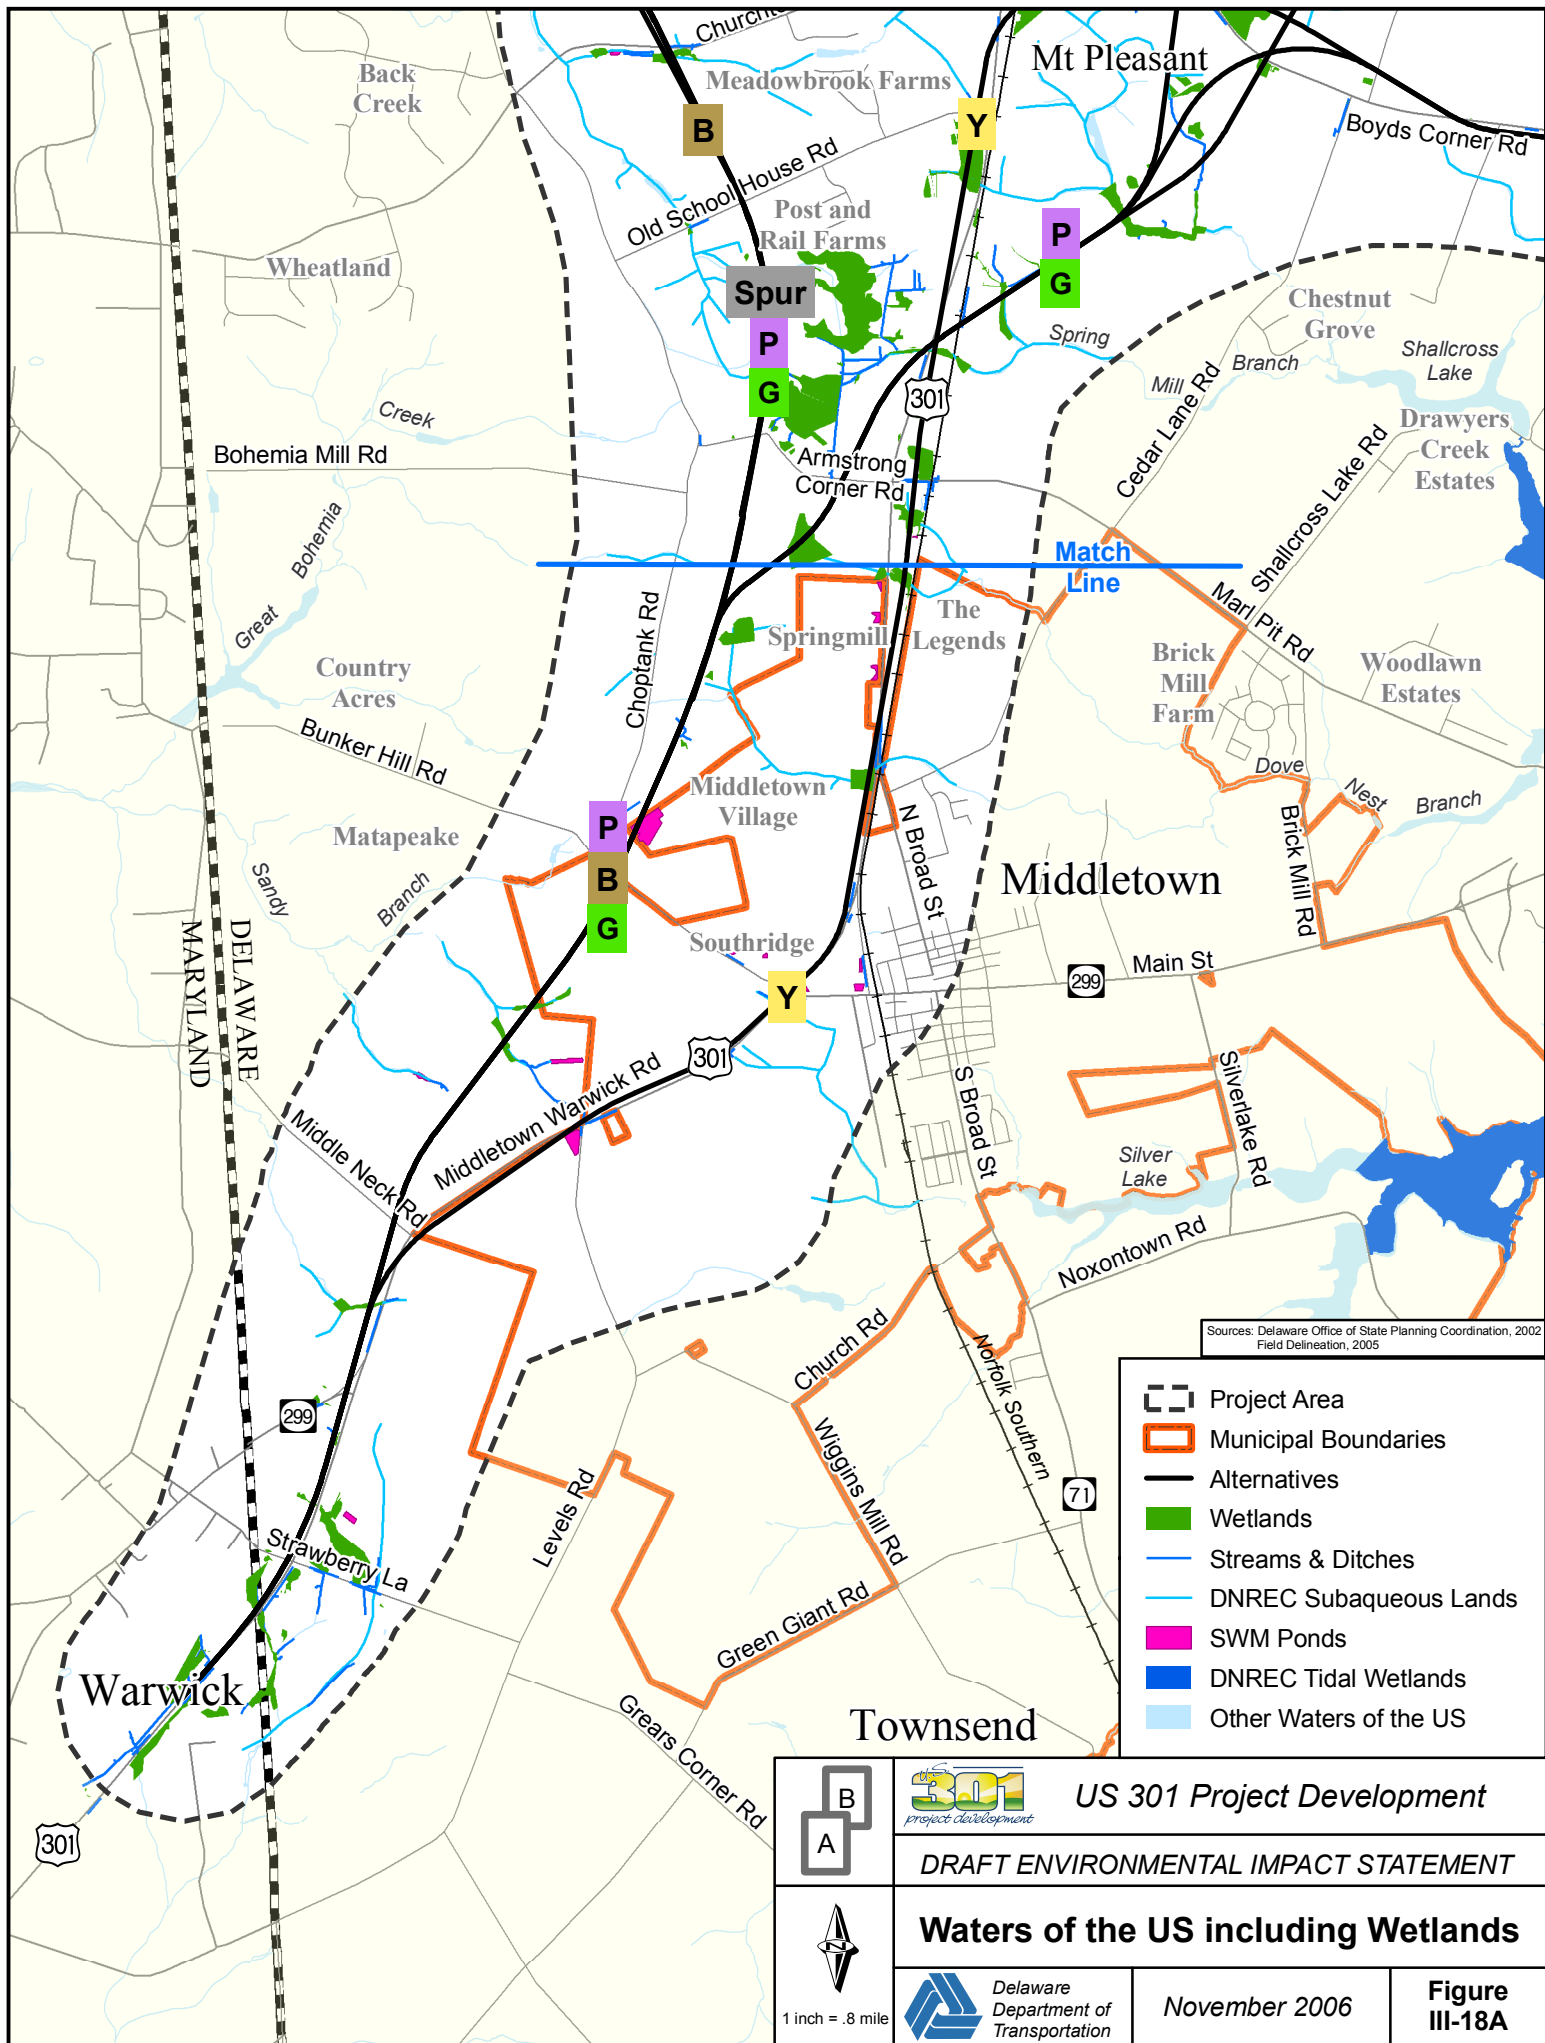 Churchto
Mt Pleasant
Back
Creek
Meadowbrook Farms
B
Y
Boyds Corner Rd
Old School House Rd
Post and
Rail Farms
P
G
Wheatland
Spur
P
G
Chestnut
Grove
Spring
Mill
Branch
Shallcross
Lake
301
Creek
Drawyers
Creek
Estates
Bohemia Mill Rd
Armstrong
Corner Rd
Cedar Lane Rd
Shallcross Lake Rd
Bohemia
Great
Match
Line
Choptank Rd
Springmill
The
Legends
Marl Pit Rd
Brick
Mill
Farm
Woodlawn
Estates
Country
Acres
Bunker Hill Rd
Middletown
Village
Dove
Nest
Branch
Matapeake
P
B
G
N Broad St
Brick Mill Rd
Middletown
Sandy
Branch
MARYLAND
DELAWARE
Southridge
Main St
299
Y
301
Middletown Warwick Rd
Middle Neck Rd
S Broad St
Silverlake Rd
Silver
Lake
Noxontown Rd
Church Rd
Norfolk Southern
299
Levels Rd
Wiggins Mill Rd
71
Strawberry La
Green Giant Rd
Warwick
Grears Corner Rd
Townsend
301
Sources: Delaware Office of State Planning Coordination, 2002
Field Delineation, 2005
Project Area
Municipal Boundaries
Alternatives
Wetlands
Streams & Ditches
DNREC Subaqueous Lands
SWM Ponds
DNREC Tidal Wetlands
Other Waters of the US
B
A
U.S.
301
project development
US 301 Project Development
DRAFT ENVIRONMENTAL IMPACT STATEMENT
N
1 inch = .8 mile
Waters of the US including Wetlands
Delaware
Department of
Transportation
November 2006
Figure
III-18A